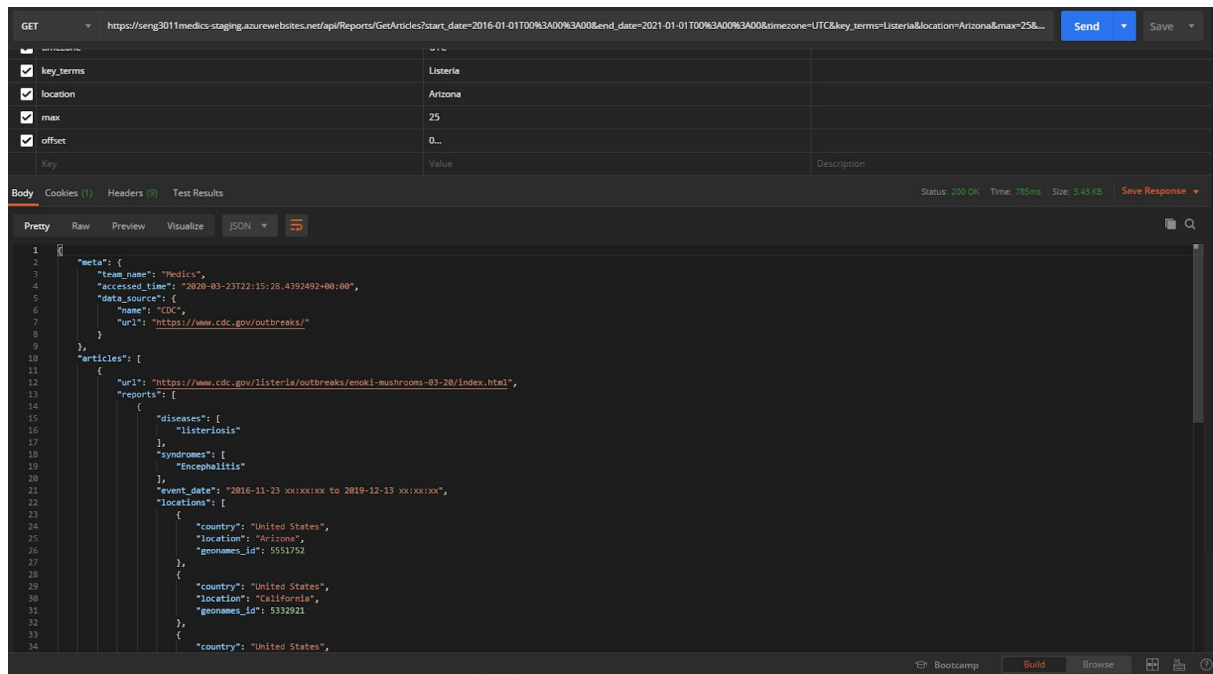 GET https://seng3011medics-staging.azurewebsites.net/api/Reports/GetArticles?start_date=2016-01-01T00%3A00%3A00&end_date=2021-01-01T00%3A00%3A00&timezone=UTC&key_terms=Listeria&location=Arizona&max=25&... Send Save
timezone UTC
key_terms Listeria
location Arizona
max 25
offset 0...
Key Value Description
Body Cookies (1) Headers (9) Test Results Status: 200 OK Time: 785ms Size: 3.43 KB Save Response
Pretty Raw Preview Visualize JSON
1 {
2 "meta": {
3 "team_name": "Medics",
4 "accessed_time": "2020-03-23T22:15:28.4392492+00:00",
5 "data_source": {
6 "name": "CDC",
7 "url": "https://www.cdc.gov/outbreaks/"
8 }
9 },
10 "articles": [
11 {
12 "url": "https://www.cdc.gov/listeria/outbreaks/enoki-mushrooms-03-20/index.html",
13 "reports": [
14 {
15 "diseases": [
16 "listeriosis"
17 ],
18 "syndromes": [
19 "Encephalitis"
20 ],
21 "event_date": "2016-11-23 xx:xx:xx to 2019-12-13 xx:xx:xx",
22 "locations": [
23 {
24 "country": "United States",
25 "location": "Arizona",
26 "geonames_id": 5551752
27 },
28 {
29 "country": "United States",
30 "location": "California",
31 "geonames_id": 5332921
32 },
33 {
34 "country": "United States",
Bootcamp Build Browse